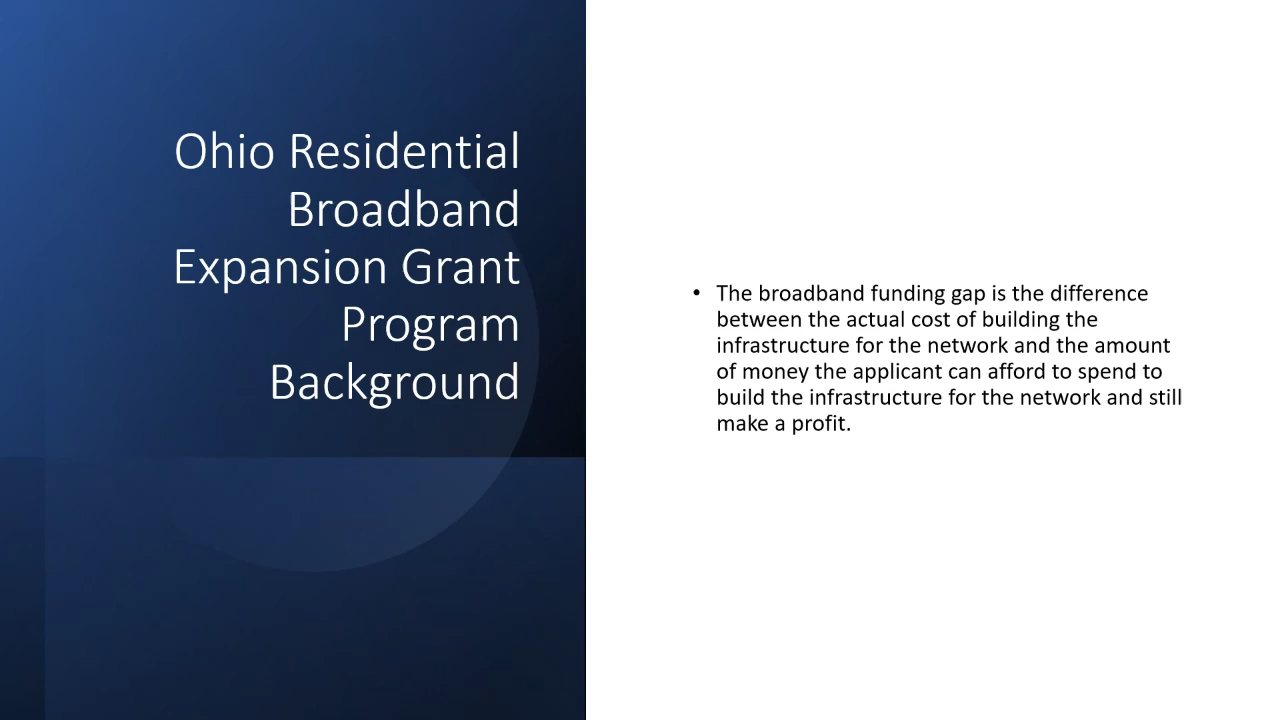 Ohio Residential
Broadband
Expansion Grant
Program
Background
• The broadband funding gap is the difference
between the actual cost of building the
infrastructure for the network and the amount
of money the applicant can afford to spend to
build the infrastructure for the network and still
make a profit.